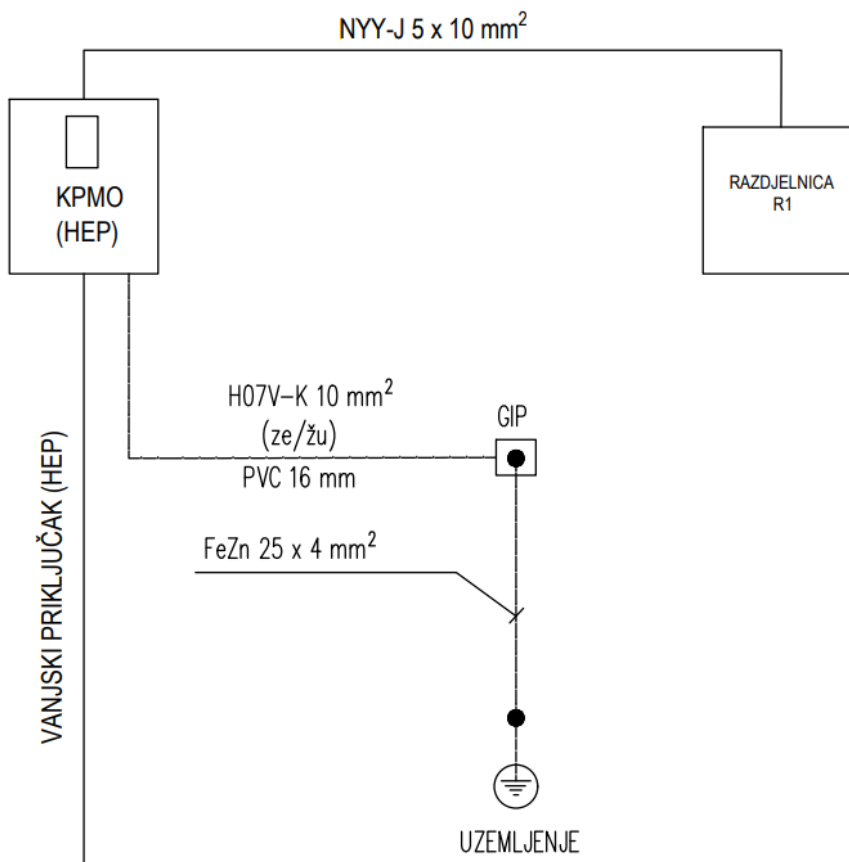 NYY-J 5 x 10 mm²
KPMO
(HEP)
RAZDJELNICA
R1
H07V-K 10 mm²
(ze/žu)
PVC 16 mm
GIP
VANJSKI PRIKLJUČAK (HEP)
FeZn 25 x 4 mm²
UZEMLJENJE